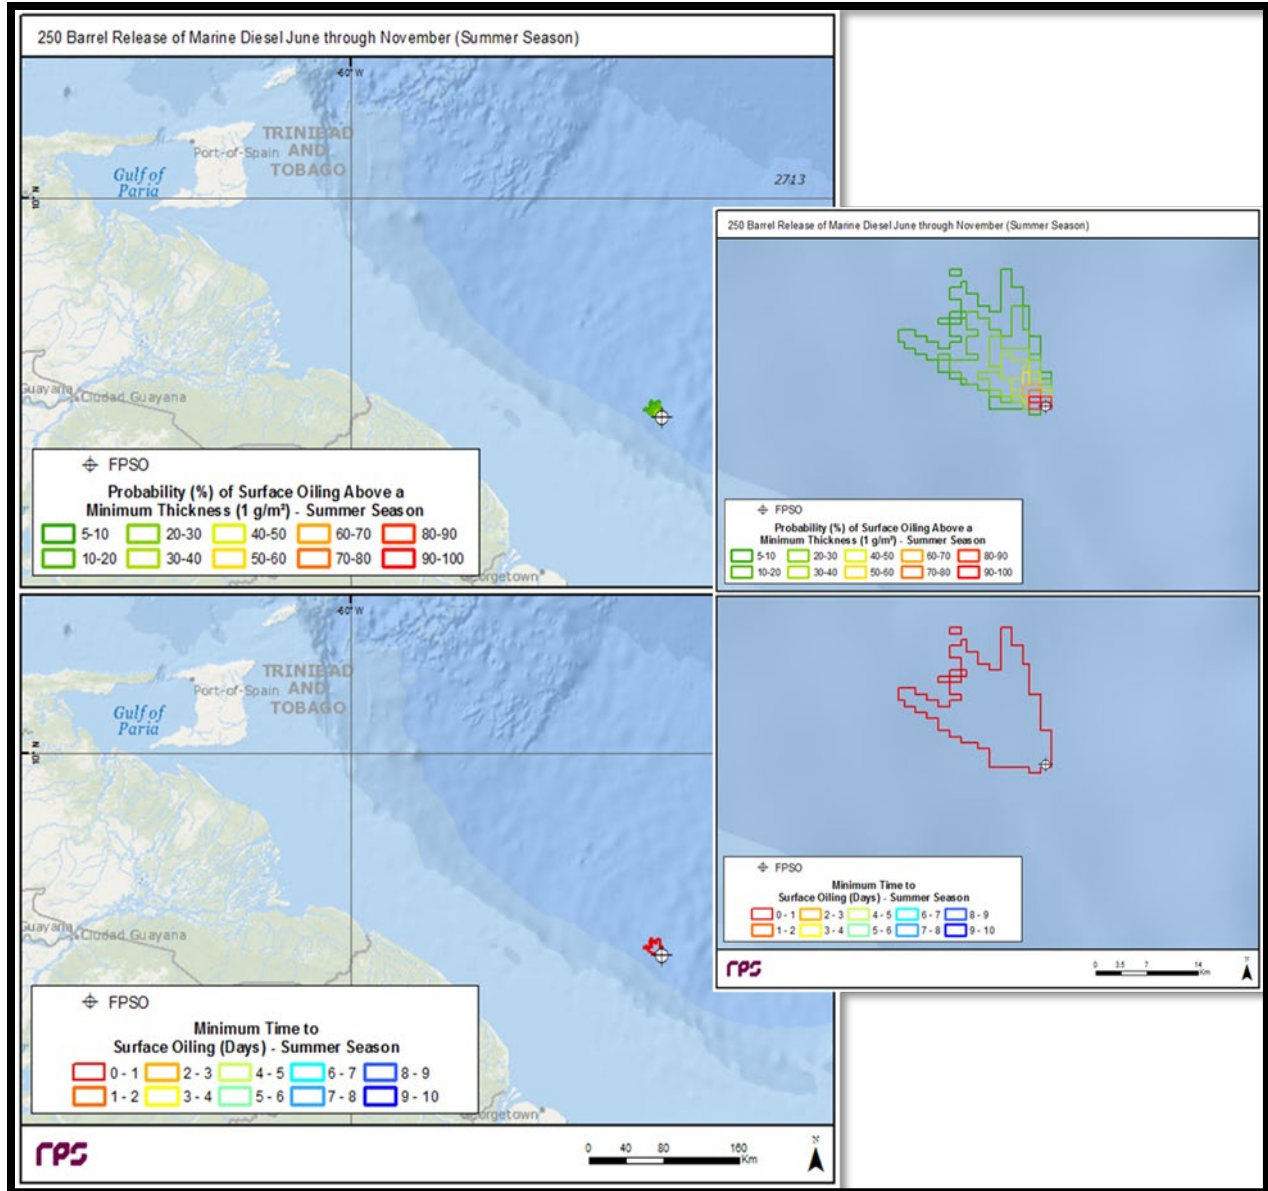 250 Barrel Release of Marine Diesel June through November (Summer Season)
60° W
TRINIDAD
Port-of-Spain AND
TOBAGO
Gulf of
Paria
2713
10° N
Guayana
Ciudad Guayana
FPSO
Probability (%) of Surface Oiling Above a
Minimum Thickness (1 g/m²) - Summer Season
5-10 20-30 40-50 60-70 80-90
10-20 30-40 50-60 70-80 90-100
Georgetown
60° W
TRINIDAD
Port-of-Spain AND
TOBAGO
Gulf of
Paria
10° N
Guayana
Ciudad Guayana
FPSO
Minimum Time to
Surface Oiling (Days) - Summer Season
0 - 1 2 - 3 4 - 5 6 - 7 8 - 9
1 - 2 3 - 4 5 - 6 7 - 8 9 - 10
Georgetown
rps
0 40 80 160
Km
N
250 Barrel Release of Marine Diesel June through November (Summer Season)
FPSO
Probability (%) of Surface Oiling Above a
Minimum Thickness (1 g/m²) - Summer Season
5-10 20-30 40-50 60-70 80-90
10-20 30-40 50-60 70-80 90-100
FPSO
Minimum Time to
Surface Oiling (Days) - Summer Season
0 - 1 2 - 3 4 - 5 6 - 7 8 - 9
1 - 2 3 - 4 5 - 6 7 - 8 9 - 10
rps
0 3.5 7 14
Km
N